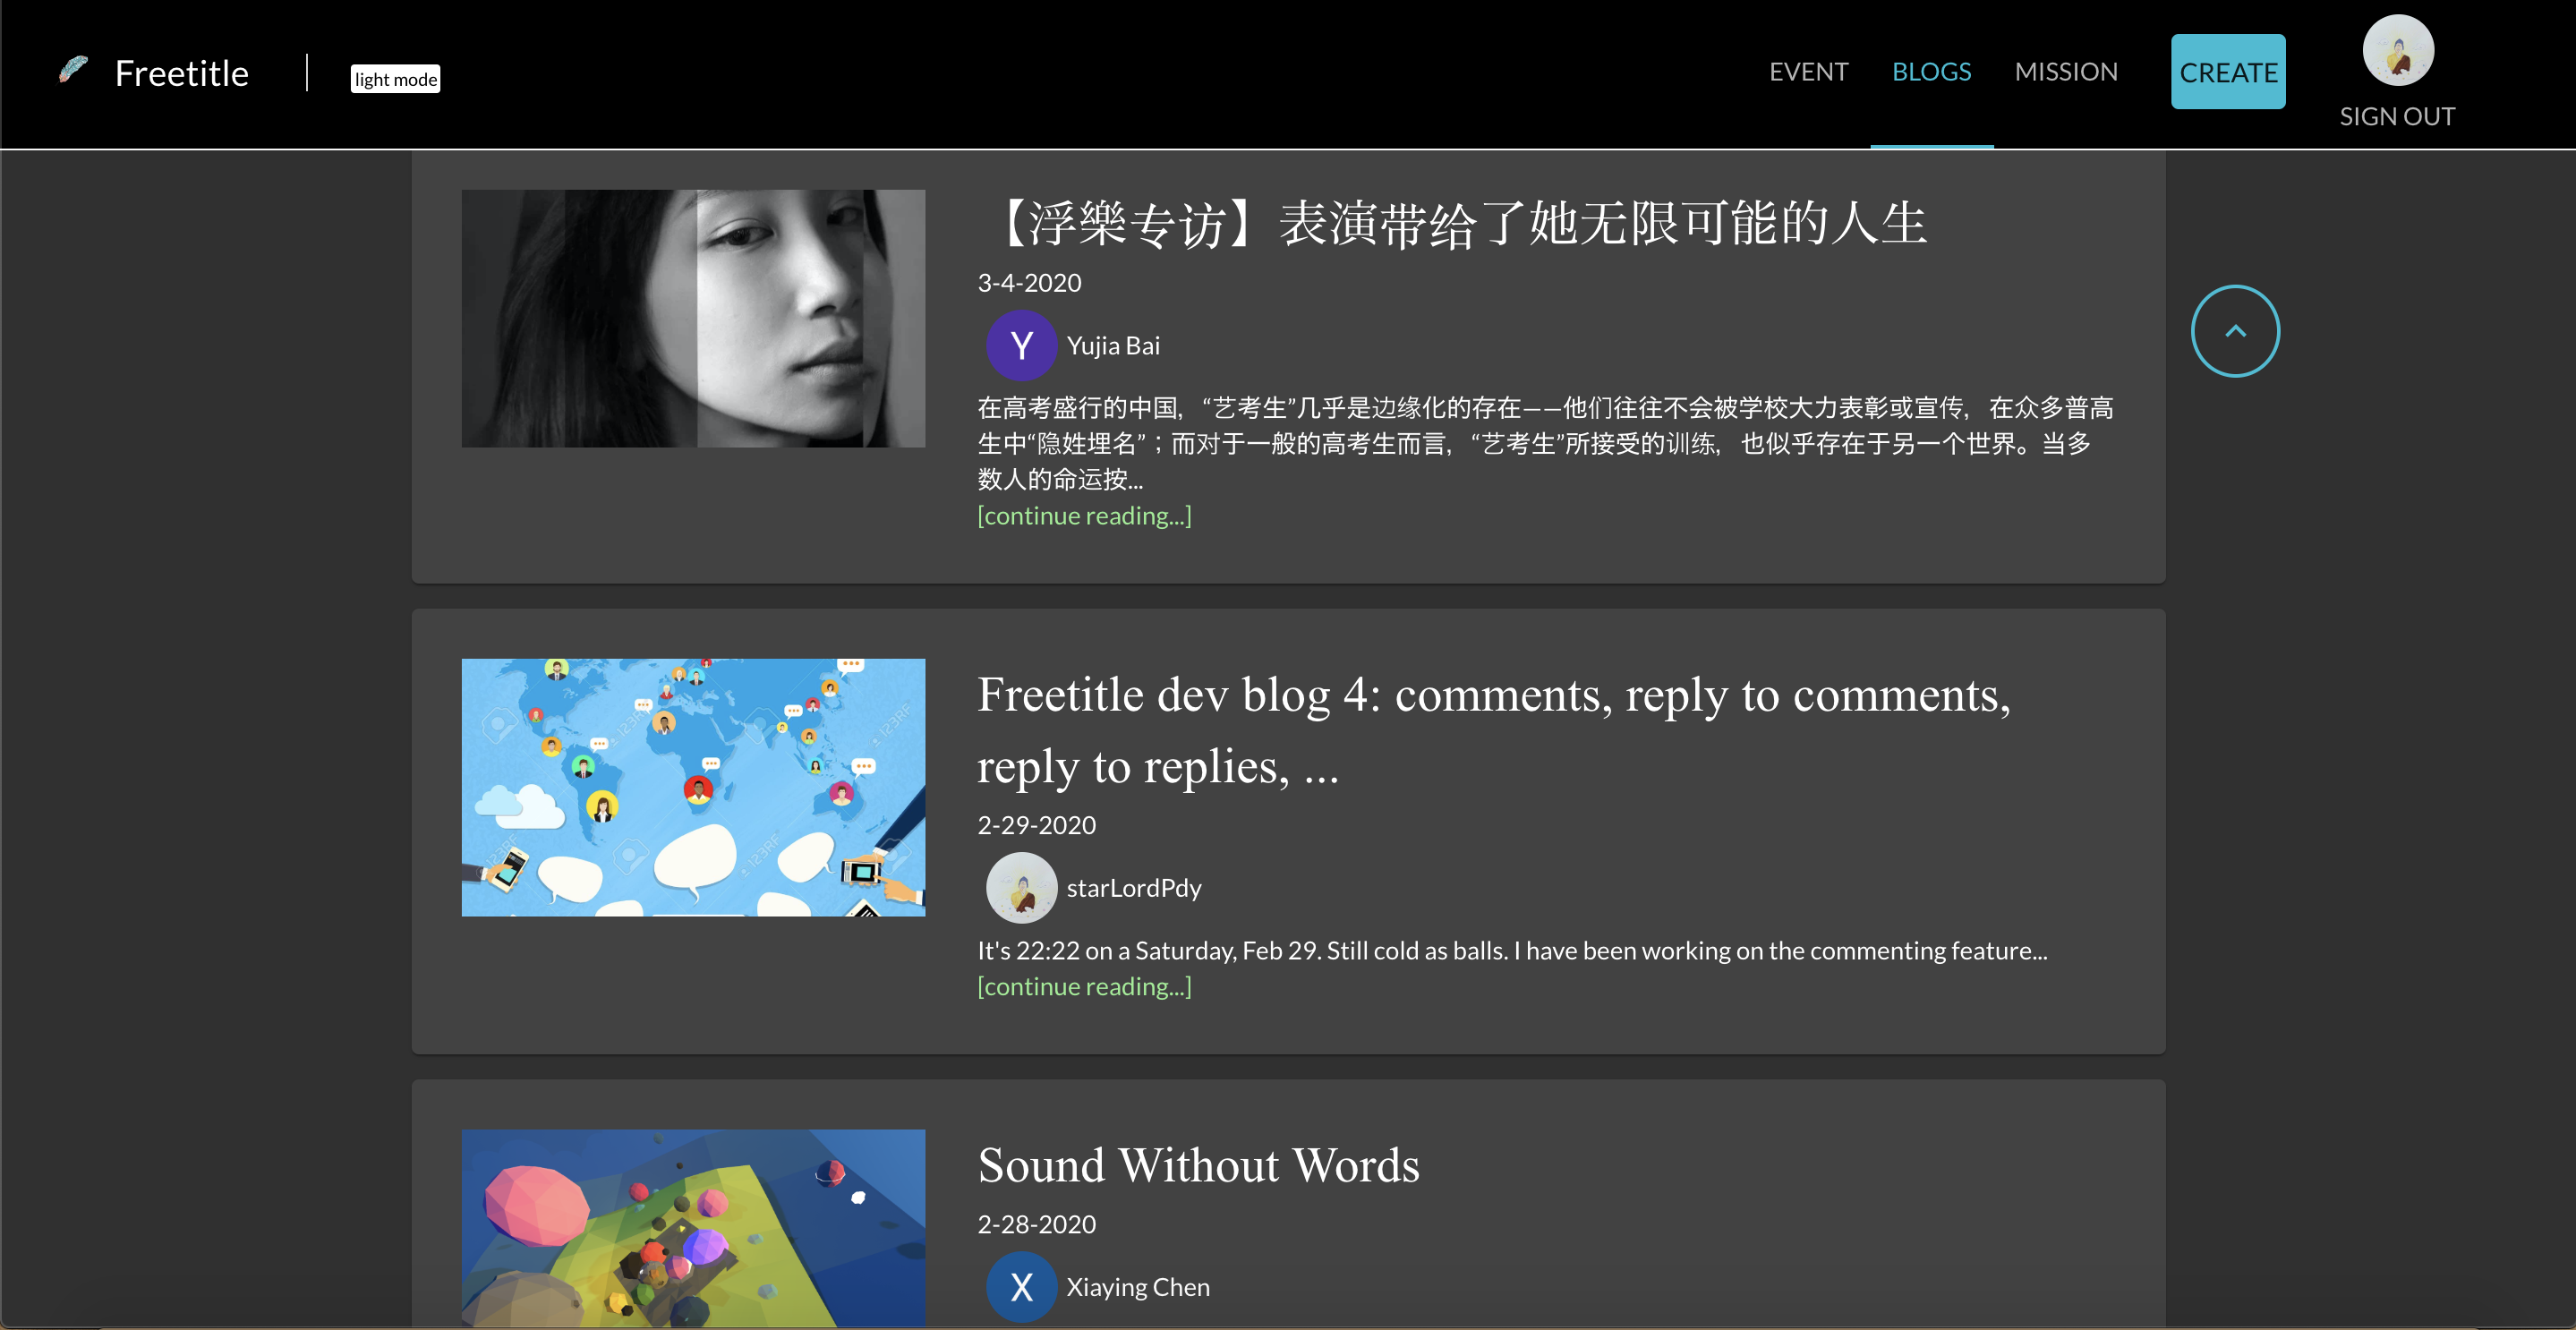 Freetitle
light mode
EVENT
BLOGS
MISSION
CREATE
SIGN OUT
【浮樂专访】表演带给了她无限可能的人生
3-4-2020
Y
Yujia Bai
在高考盛行的中国，“艺考生”几乎是边缘化的存在——他们往往不会被学校大力表彰或宣传，在众多普高
生中“隐姓埋名”；而对于一般的高考生而言，“艺考生”所接受的训练，也似乎存在于另一个世界。当多
数人的命运按...
[continue reading...]
Freetitle dev blog 4: comments, reply to comments,
reply to replies, ...
2-29-2020
starLordPdy
It's 22:22 on a Saturday, Feb 29. Still cold as balls. I have been working on the commenting feature...
[continue reading...]
123RF
123RF
123RF
123RF
Sound Without Words
2-28-2020
X
Xiaying Chen